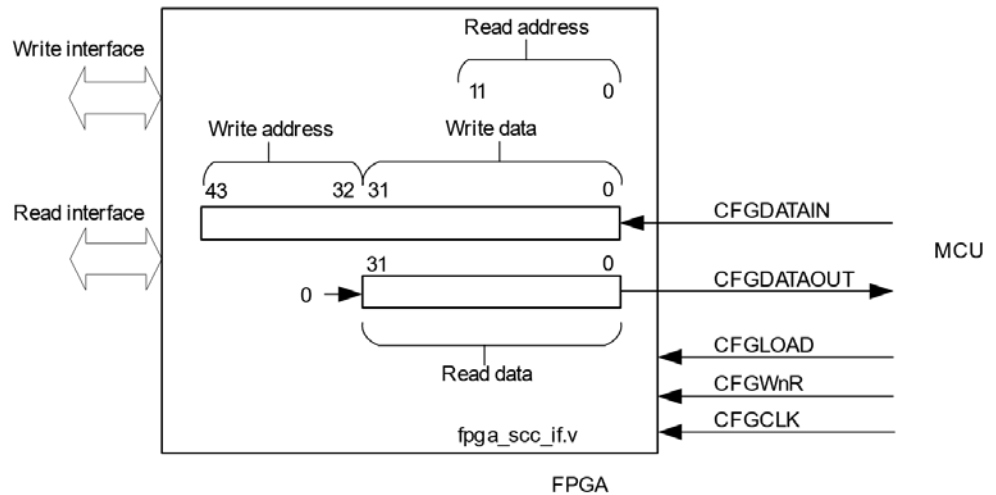 Read address
Write interface
11 0
Write address Write data
43 32 31 0
Read interface
CFGDATAIN
MCU
31 0
CFGDATAOUT
0
CFGLOAD
Read data
CFGWnR
CFGCLK
fpga_scc_if.v
FPGA